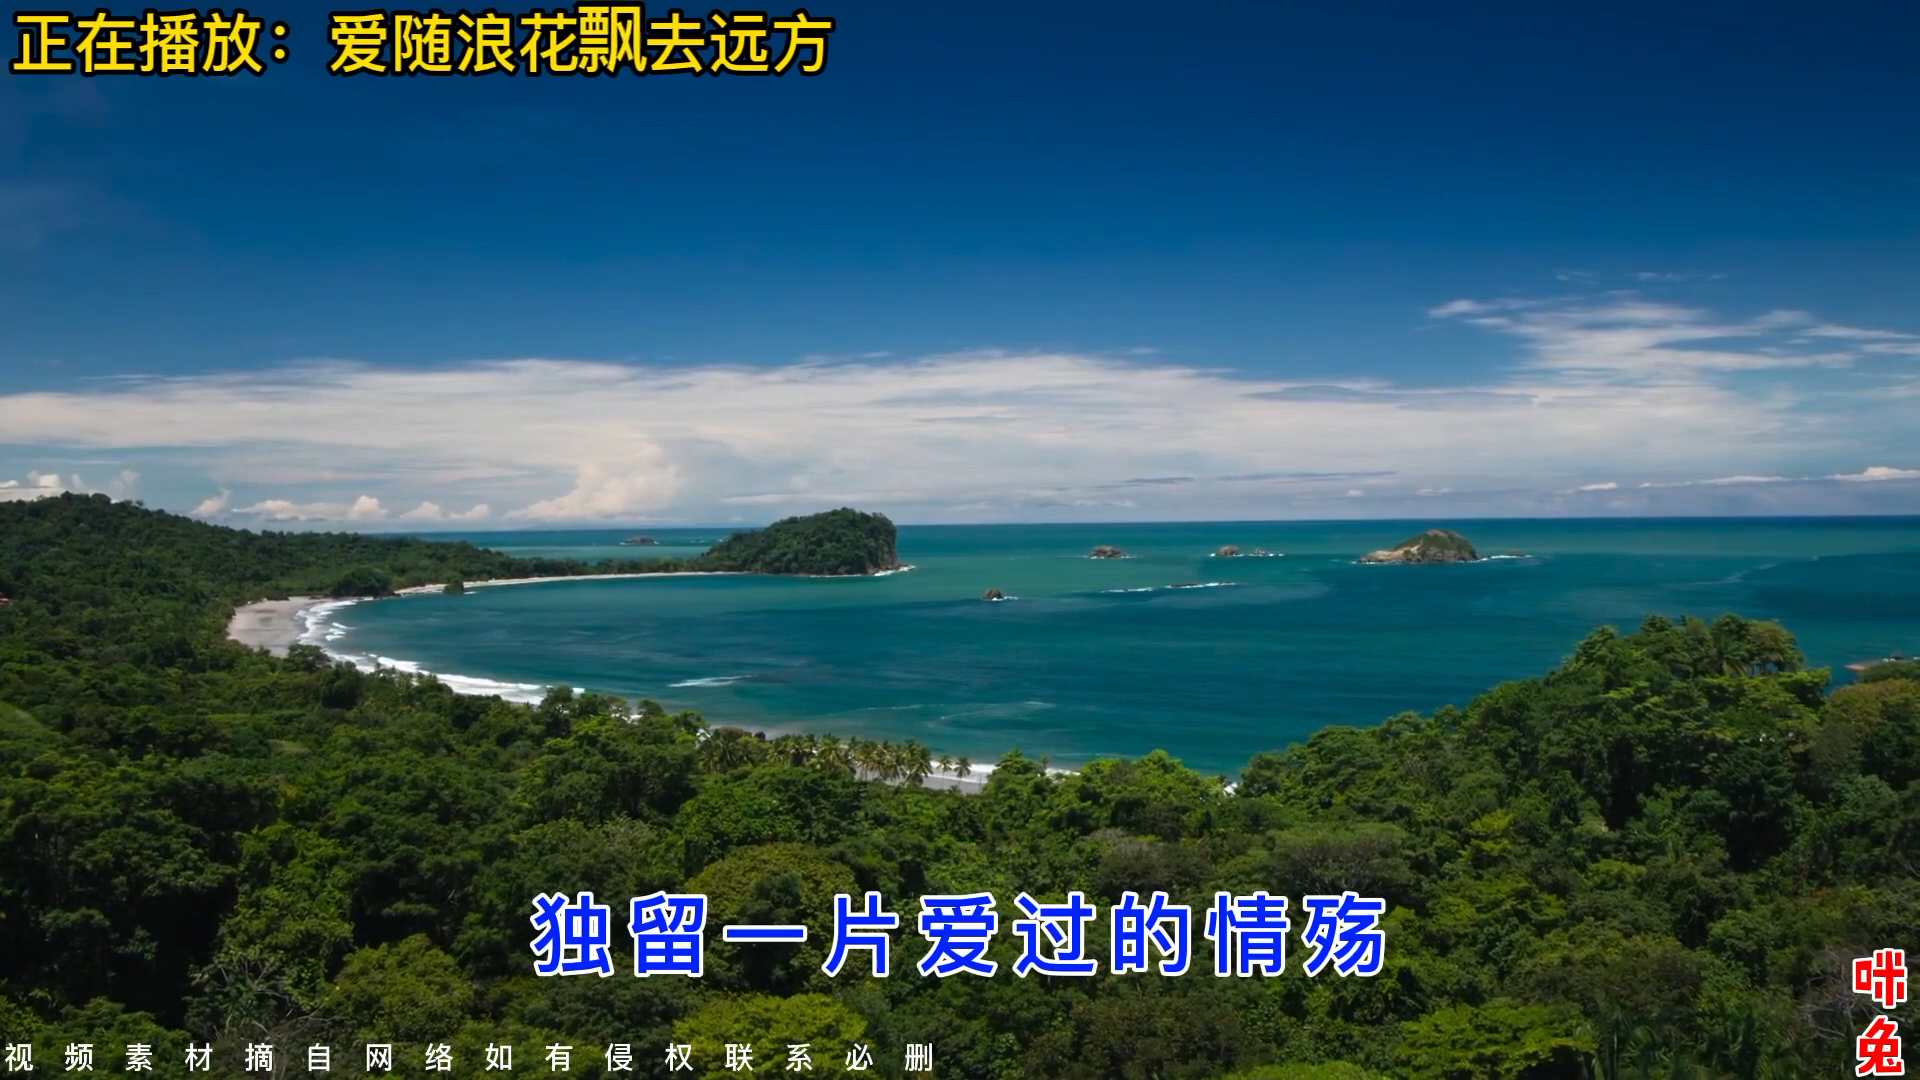 正在播放：爱随浪花飘去远方
独留一片爱过的情殇
咪兔
视频素材摘自网络如有侵权联系必删